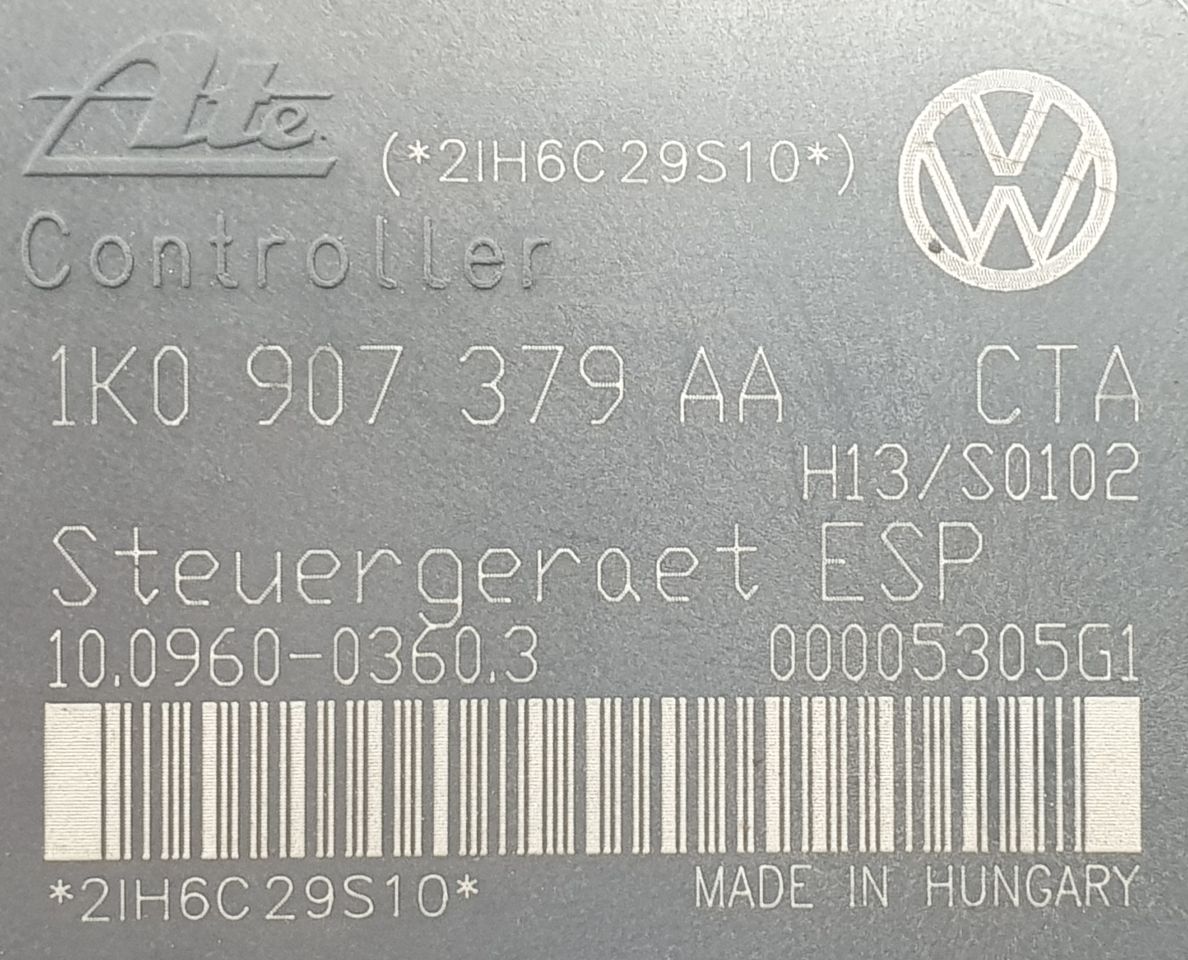 Ate
(*2IH6C29S10*)
Controller
1K0 907 379 AA CTA
H13/S0102
Steuergeraet ESP
10.0960-0360.3 00005305G1
*2IH6C29S10* MADE IN HUNGARY